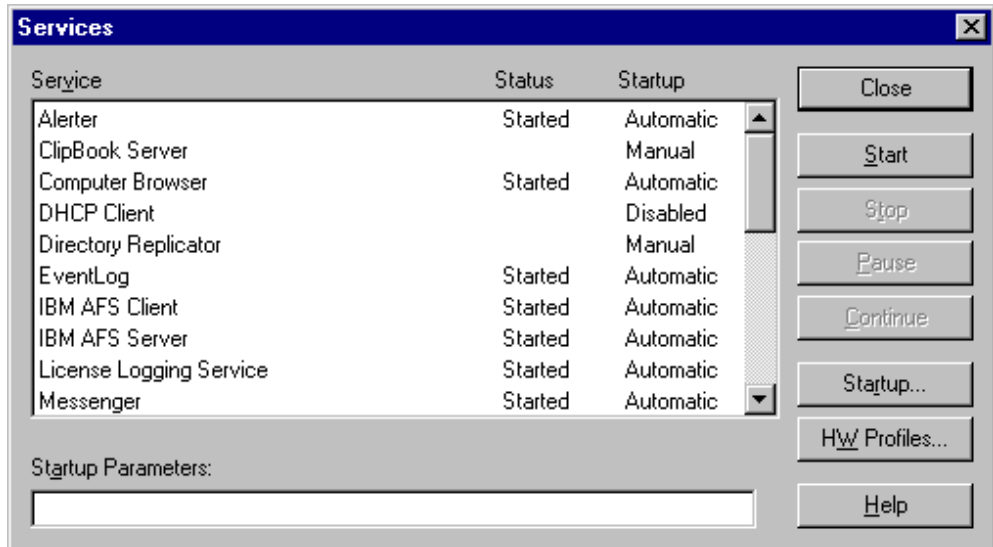 Services
Service Status Startup
Alerter Started Automatic
ClipBook Server Manual
Computer Browser Started Automatic
DHCP Client Disabled
Directory Replicator Manual
EventLog Started Automatic
IBM AFS Client Started Automatic
IBM AFS Server Started Automatic
License Logging Service Started Automatic
Messenger Started Automatic
Startup Parameters:
Close
Start
Stop
Pause
Continue
Startup...
HW Profiles...
Help